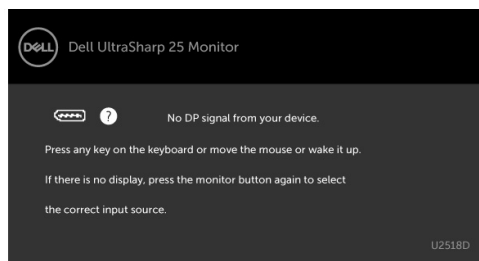 DELL Dell UltraSharp 25 Monitor
? No DP signal from your device.
Press any key on the keyboard or move the mouse or wake it up.
If there is no display, press the monitor button again to select
the correct input source.
U2518D